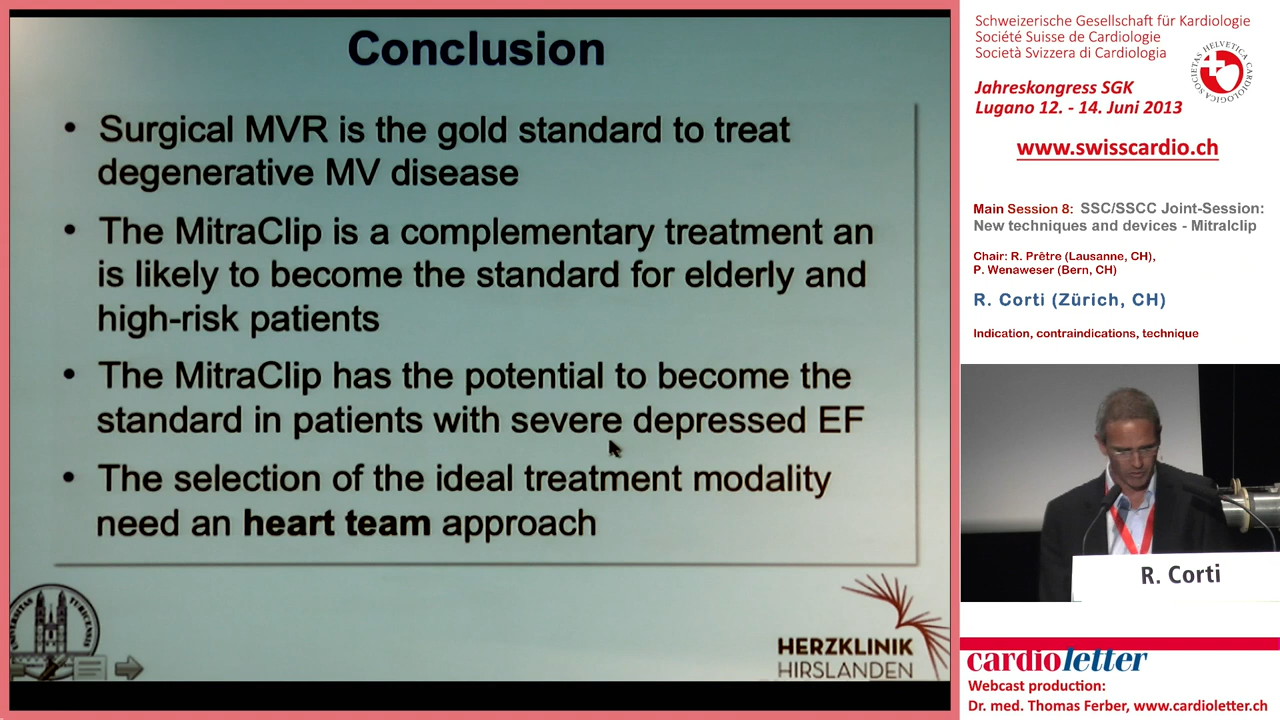 Conclusion
• Surgical MVR is the gold standard to treat
degenerative MV disease
• The MitraClip is a complementary treatment an
is likely to become the standard for elderly and
high-risk patients
• The MitraClip has the potential to become the
standard in patients with severe depressed EF
• The selection of the ideal treatment modality
need an heart team approach
UNIVERSITAS TURICENSIS
HERZKLINIK
HIRSLANDEN
Schweizerische Gesellschaft für Kardiologie
Société Suisse de Cardiologie
Società Svizzera di Cardiologia
SOCIETAS HELVETICA CARDIOLOGICA
Jahreskongress SGK
Lugano 12. - 14. Juni 2013
www.swisscardio.ch
Main Session 8: SSC/SSCC Joint-Session:
New techniques and devices - Mitralclip
Chair: R. Prêtre (Lausanne, CH),
P. Wenaweser (Bern, CH)
R. Corti (Zürich, CH)
Indication, contraindications, technique
R. Corti
cardioletter
Webcast production:
Dr. med. Thomas Ferber, www.cardioletter.ch